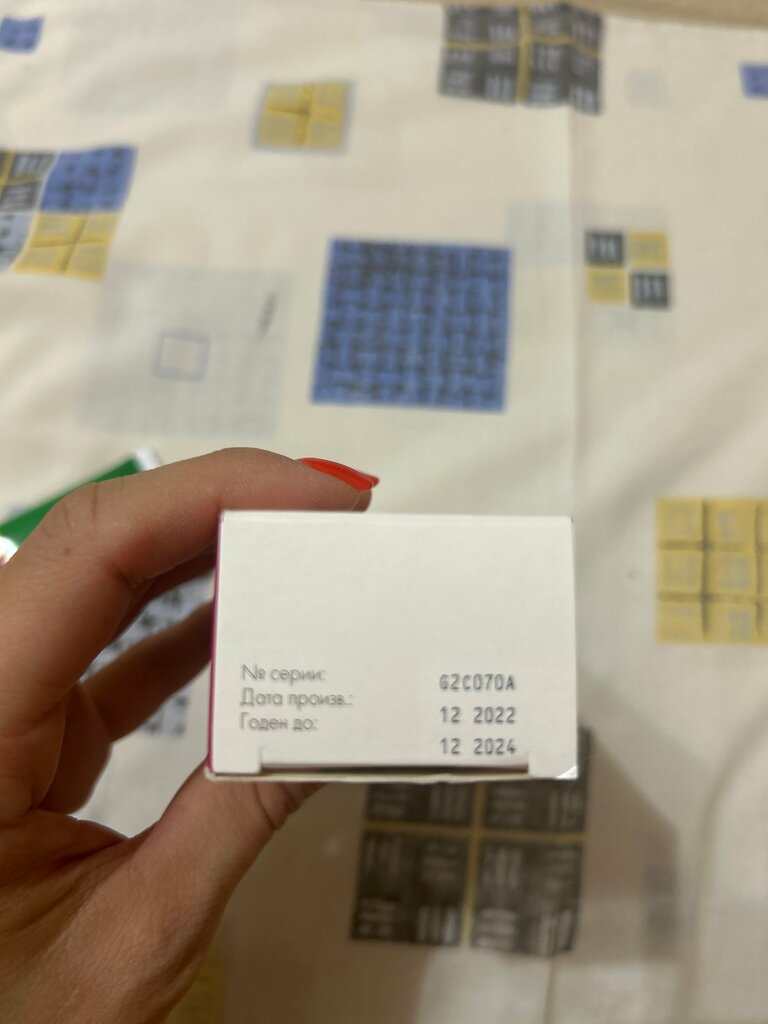 № серии: G2C070A
Дата произв.: 12 2022
Годен до: 12 2024